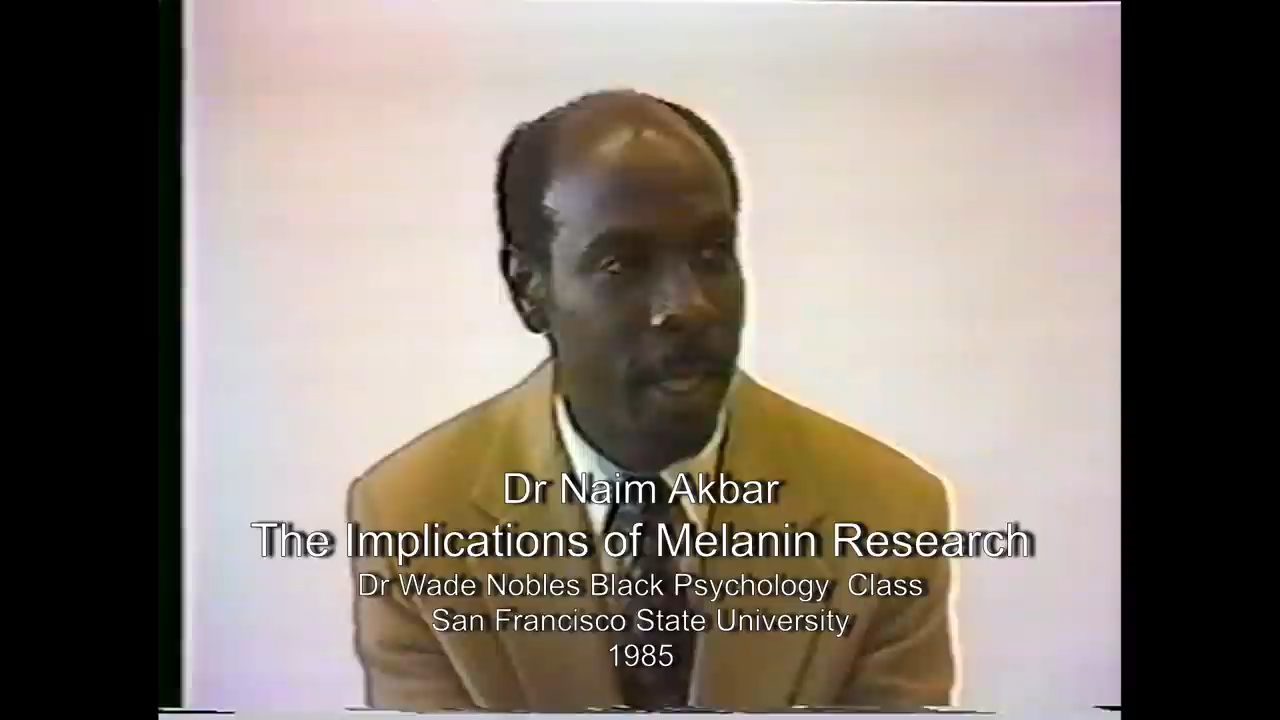 Dr Naim Akbar
The Implications of Melanin Research
Dr Wade Nobles Black Psychology Class
San Francisco State University
1985